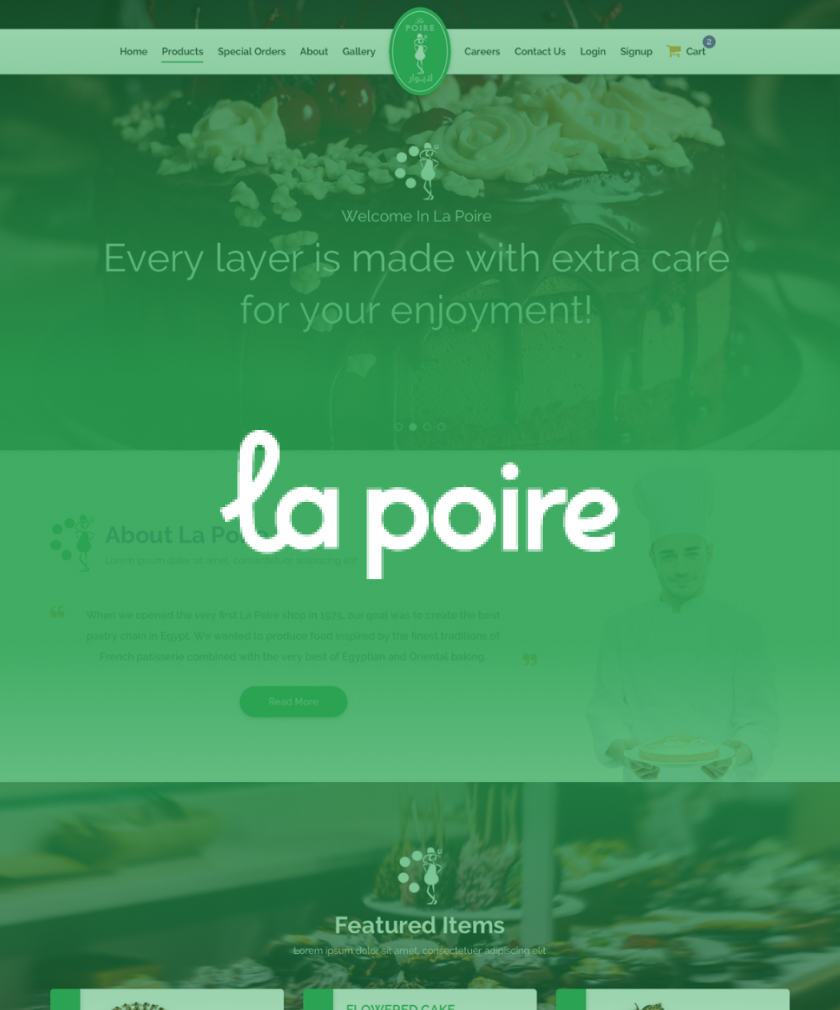 Home Products Special Orders About Gallery La POIRE لابوار Careers Contact Us Login Signup Cart 2
Welcome In La Poire
Every layer is made with extra care
for your enjoyment!
la poire
About La Po
Lorem ipsum dolor sit amet, consectetuer adipiscing elit
“ When we opened the very first La Poire shop in 1975, our goal was to create the best
pastry chain in Egypt. We wanted to produce food inspired by the finest traditions of
French patisserie combined with the very best of Egyptian and Oriental baking. ”
Read More
Featured Items
Lorem ipsum dolor sit amet, consectetuer adipiscing elit
FLOWERED CAKE